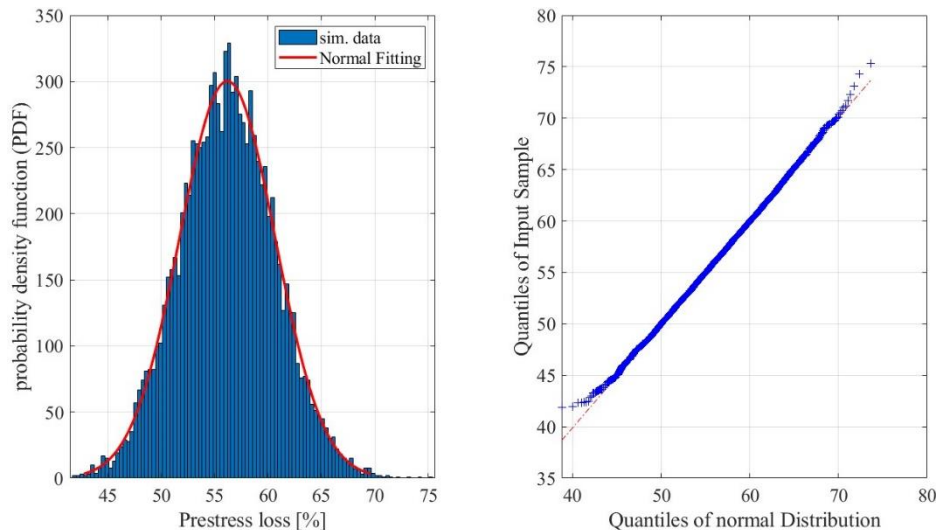 350
300
250
200
150
100
50
0
probability density function (PDF)
sim. data
Normal Fitting
45 50 55 60 65 70 75
Prestress loss [%]
80
75
70
65
60
55
50
45
40
35
Quantiles of Input Sample
40 50 60 70 80
Quantiles of normal Distribution